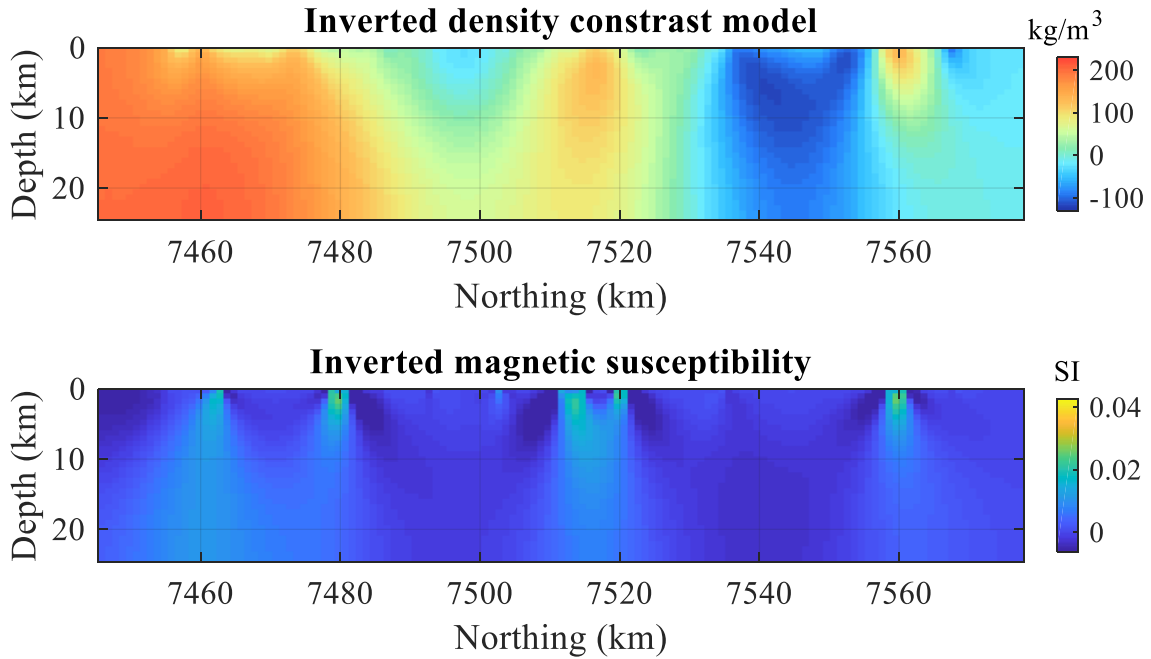 Inverted density constrast model
kg/m³
0
10
20
Depth (km)
200
100
0
-100
7460 7480 7500 7520 7540 7560
Northing (km)
Inverted magnetic susceptibility
SI
0
10
20
Depth (km)
0.04
0.02
0
7460 7480 7500 7520 7540 7560
Northing (km)